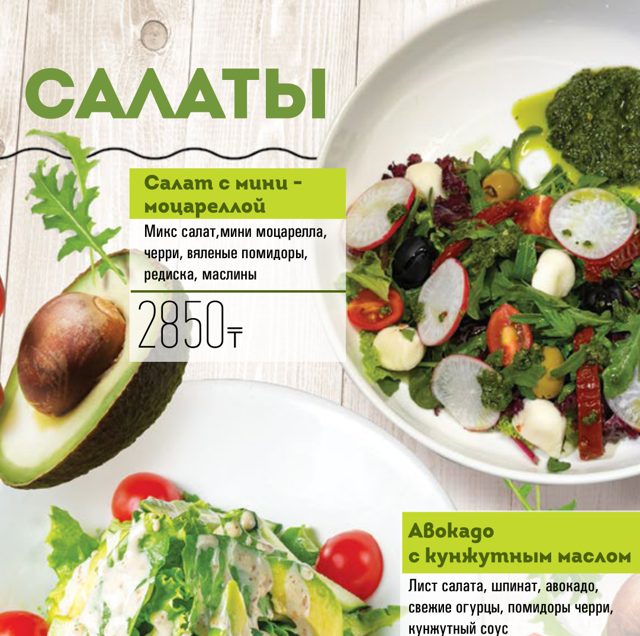 САЛАТЫ
Салат с мини -
моцареллой
Микс салат,мини моцарелла,
черри, вяленые помидоры,
редиска, маслины
2850₸
Авокадо
с кунжутным маслом
Лист салата, шпинат, авокадо,
свежие огурцы, помидоры черри,
кунжутный соус